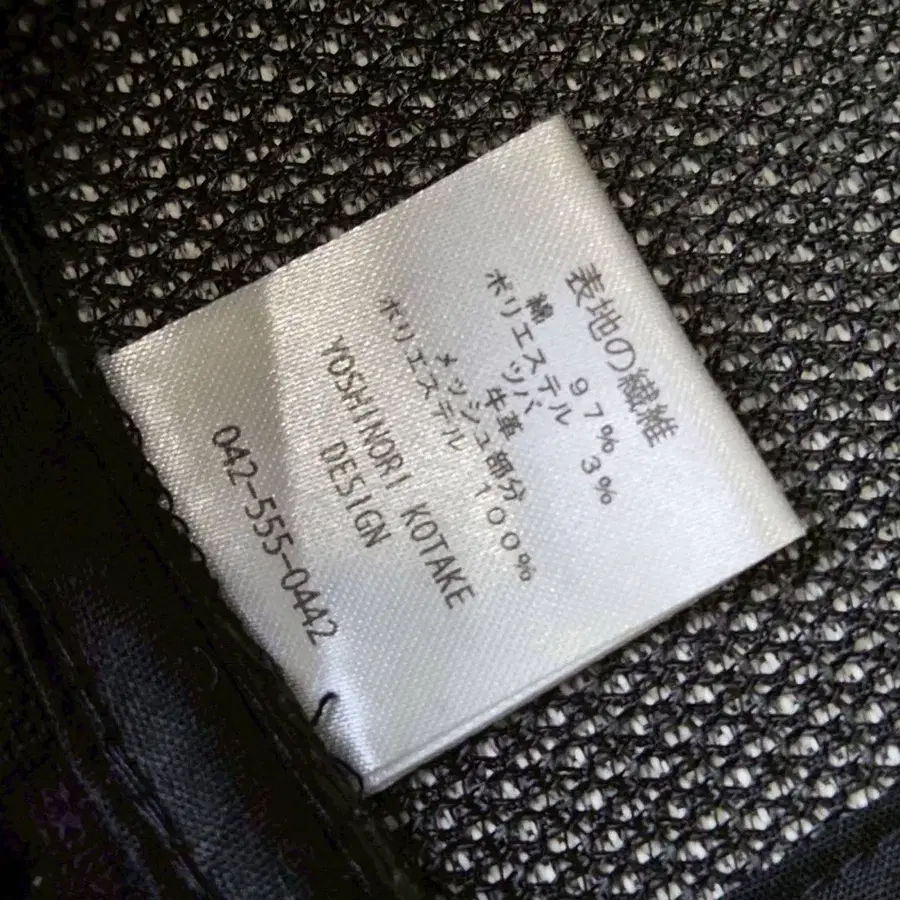 表地の繊維
綿 97%
ポリエステル 3%
ツバ 牛革
メッシュ部分
ポリエステル 100%
YOSHINORI KOTAKE
DESIGN
042-555-0442